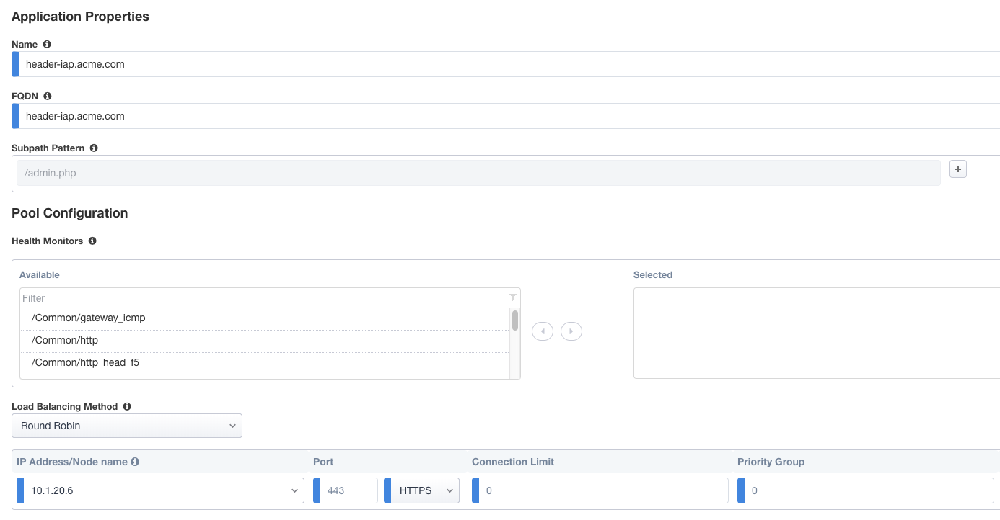 Application Properties
Name
header-iap.acme.com
FQDN
header-iap.acme.com
Subpath Pattern
/admin.php
+
Pool Configuration
Health Monitors
Available
Selected
Filter
/Common/gateway_icmp
/Common/http
/Common/http_head_f5
Load Balancing Method
Round Robin
IP Address/Node name Port Connection Limit Priority Group
10.1.20.6 443 HTTPS 0 0